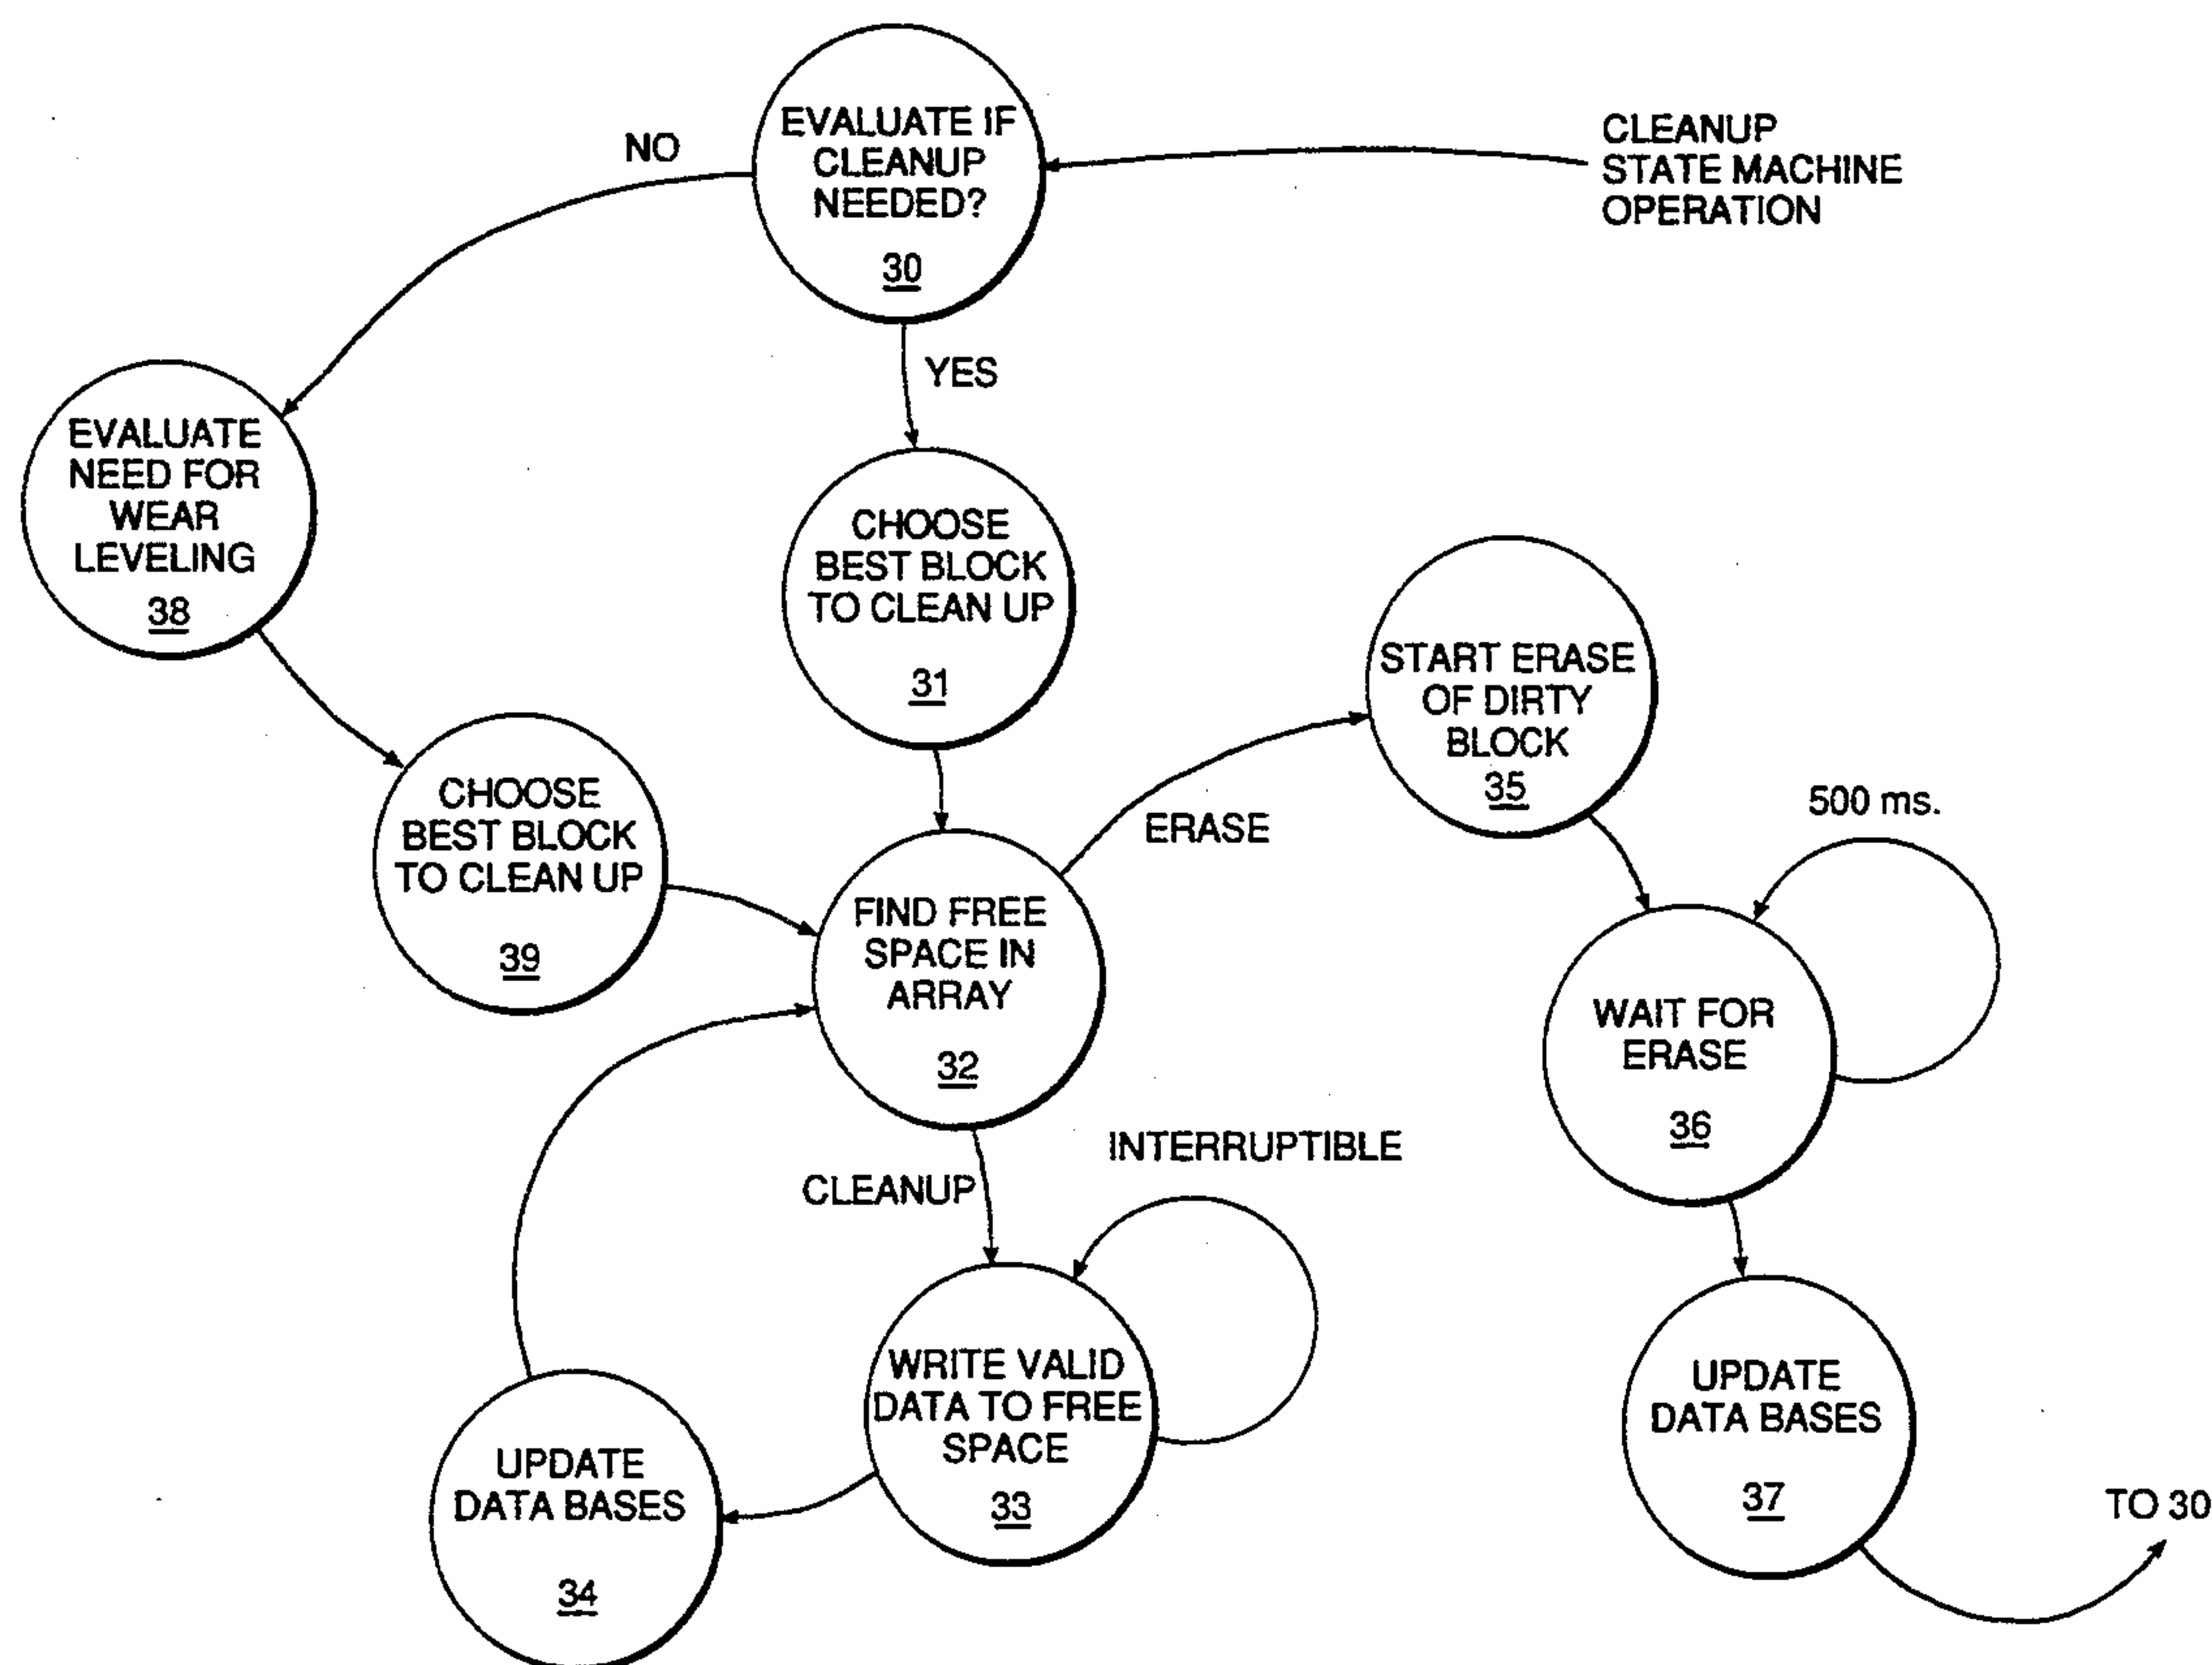 EVALUATE IF
CLEANUP
NEEDED?
30
CLEANUP
STATE MACHINE
OPERATION
NO
YES
EVALUATE
NEED FOR
WEAR
LEVELING
38
CHOOSE
BEST BLOCK
TO CLEAN UP
31
START ERASE
OF DIRTY
BLOCK
35
CHOOSE
BEST BLOCK
TO CLEAN UP
39
ERASE
500 ms.
FIND FREE
SPACE IN
ARRAY
32
WAIT FOR
ERASE
36
INTERRUPTIBLE
CLEANUP
WRITE VALID
DATA TO FREE
SPACE
33
UPDATE
DATA BASES
37
UPDATE
DATA BASES
34
TO 30